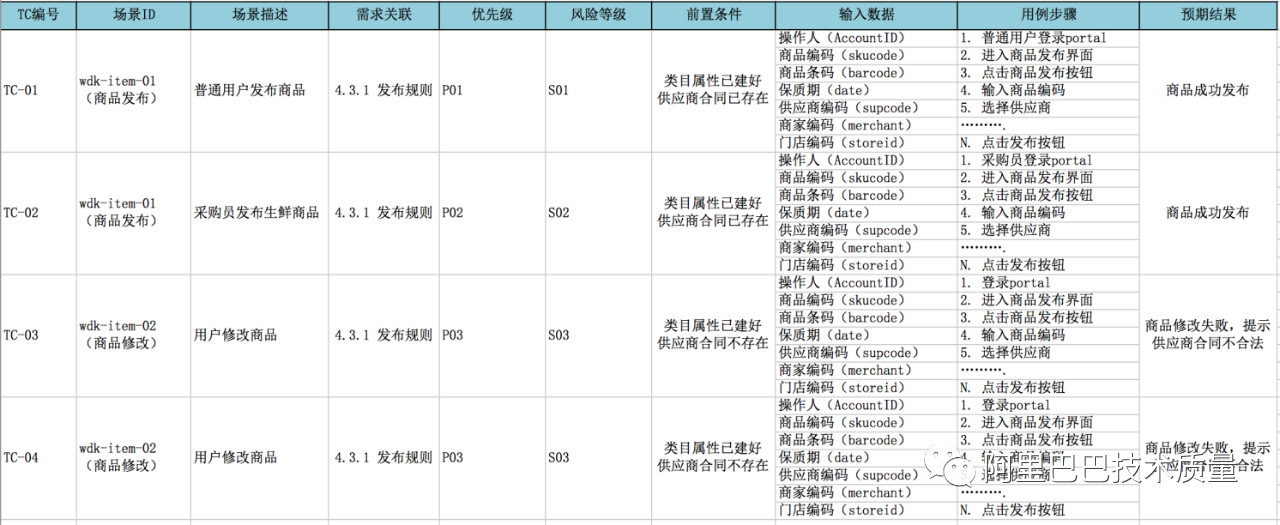 TC编号 场景ID 场景描述 需求关联 优先级 风险等级 前置条件 输入数据 用例步骤 预期结果
TC-01
wdk-item-01
（商品发布）
普通用户发布商品
4.3.1 发布规则
P01
S01
类目属性已建好
供应商合同已存在
操作人（AccountID）
商品编码（skucode）
商品条码（barcode）
保质期（date）
供应商编码（supcode）
商家编码（merchant）
门店编码（storeid）
1. 普通用户登录portal
2. 进入商品发布界面
3. 点击商品发布按钮
4. 输入商品编码
5. 选择供应商
……….
N. 点击发布按钮
商品成功发布
TC-02
wdk-item-01
（商品发布）
采购员发布生鲜商品
4.3.1 发布规则
P02
S02
类目属性已建好
供应商合同已存在
操作人（AccountID）
商品编码（skucode）
商品条码（barcode）
保质期（date）
供应商编码（supcode）
商家编码（merchant）
门店编码（storeid）
1. 采购员登录portal
2. 进入商品发布界面
3. 点击商品发布按钮
4. 输入商品编码
5. 选择供应商
……….
N. 点击发布按钮
商品成功发布
TC-03
wdk-item-02
（商品修改）
用户修改商品
4.3.1 发布规则
P03
S03
类目属性已建好
供应商合同不存在
操作人（AccountID）
商品编码（skucode）
商品条码（barcode）
保质期（date）
供应商编码（supcode）
商家编码（merchant）
门店编码（storeid）
1. 登录portal
2. 进入商品发布界面
3. 点击商品发布按钮
4. 输入商品编码
5. 选择供应商
……….
N. 点击发布按钮
商品修改失败，提示
供应商合同不合法
TC-04
wdk-item-02
（商品修改）
用户修改商品
4.3.1 发布规则
P03
S03
类目属性已建好
供应商合同不存在
操作人（AccountID）
商品编码（skucode）
商品条码（barcode）
保质期（date）
供应商编码（supcode）
商家编码（merchant）
门店编码（storeid）
1. 登录portal
2. 进入商品发布界面
3. 点击商品发布按钮
4. 输入商品编码
……….
N. 点击发布按钮
商品修改失败，提示
不合法
阿里巴巴技术质量